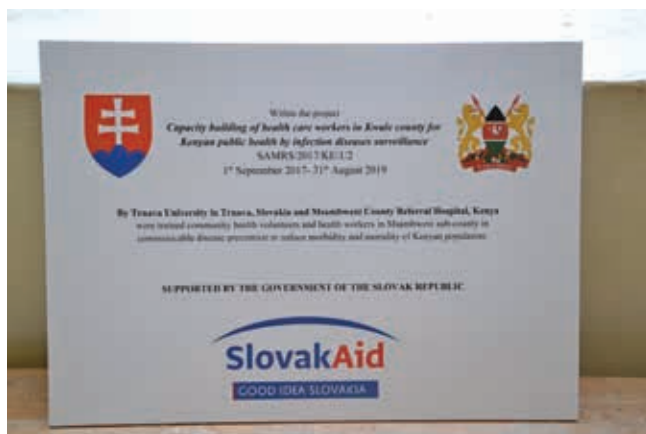 Within the project
Capacity building of health care workers in Kwale county for
Kenyan public health by infection diseases surveillance
SAMRS/2017/KE/1/2
1st September 2017- 31st August 2019
By Trnava University in Trnava, Slovakia and Msambweni County Referral Hospital, Kenya
were trained community health volunteers and health workers in Msambweni sub-county in
communicable disease prevention to reduce morbidity and mortality of Kenyan population
SUPPORTED BY THE GOVERNMENT OF THE SLOVAK REPUBLIC
SlovakAid
GOOD IDEA SLOVAKIA